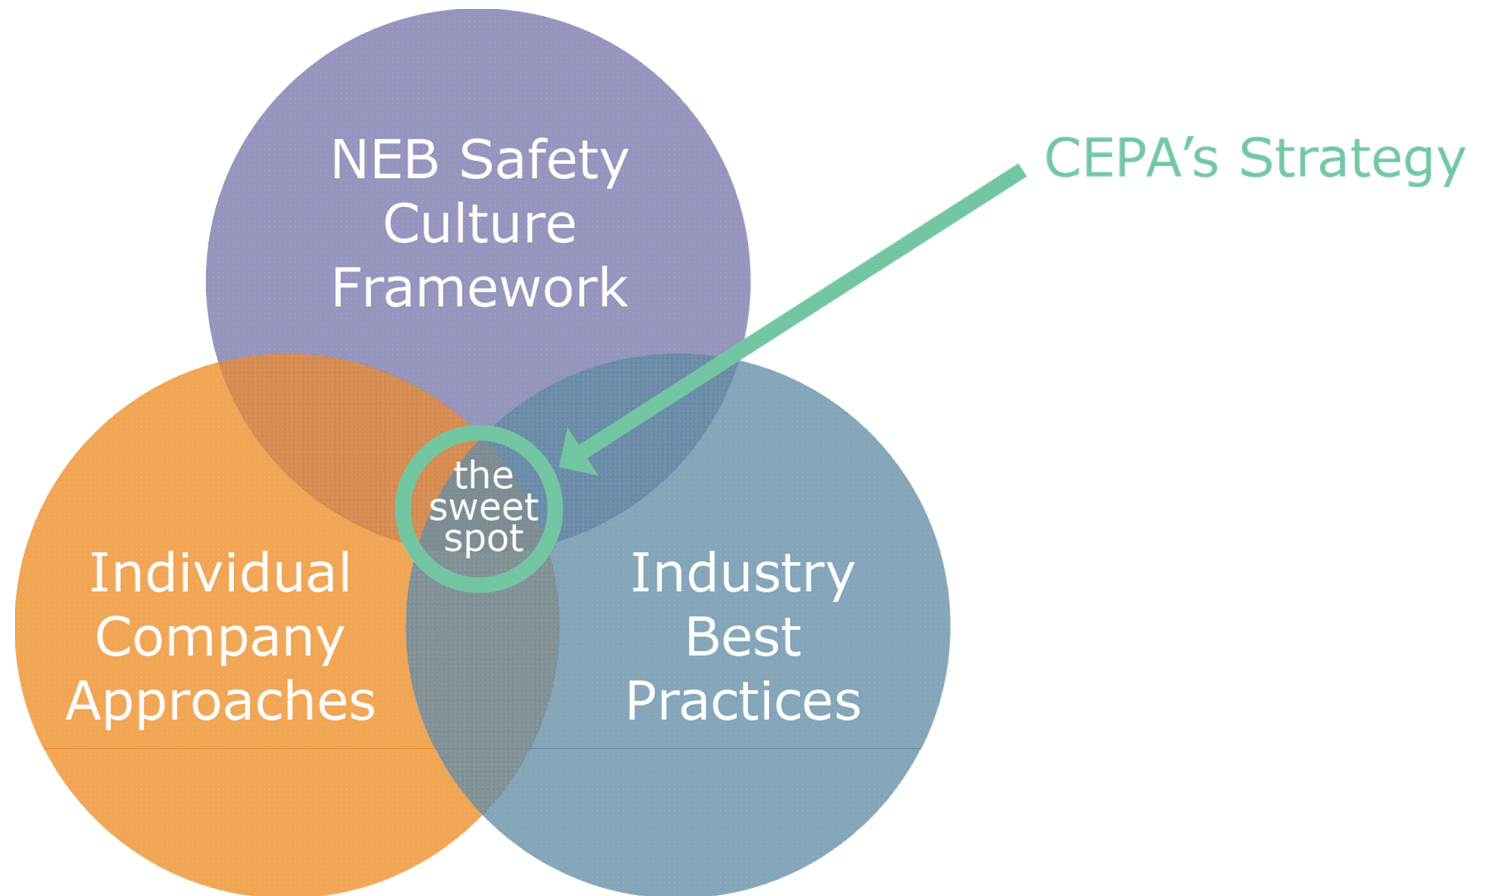 NEB Safety
Culture
Framework
CEPA’s Strategy
the
sweet
spot
Individual
Company
Approaches
Industry
Best
Practices